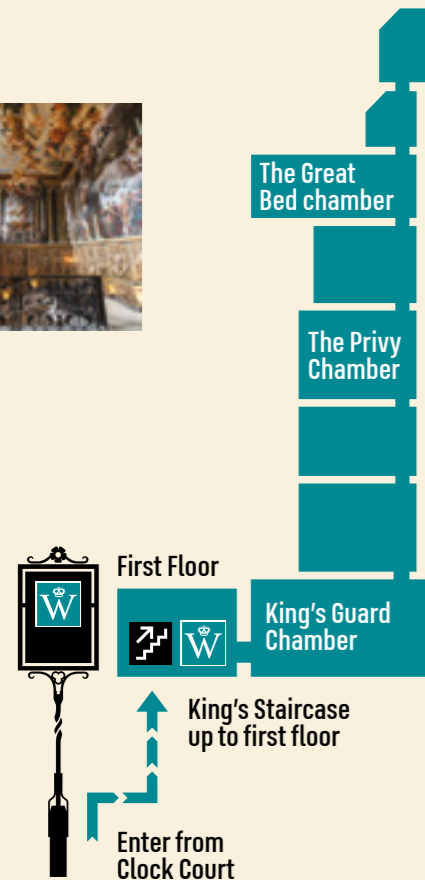 The Great
Bed chamber
The Privy
Chamber
First Floor
W
W
King's Guard
Chamber
King's Staircase
up to first floor
Enter from
Clock Court